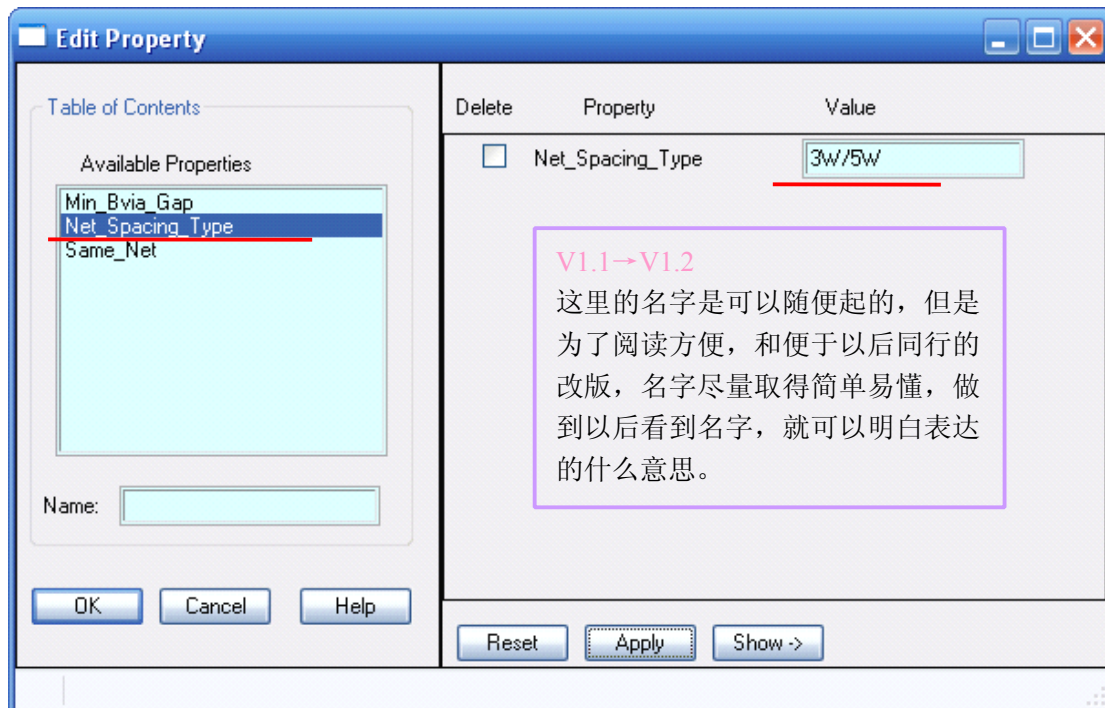 Edit Property
Table of Contents
Available Properties
Min_Bvia_Gap
Net_Spacing_Type
Same_Net
Name:
OK
Cancel
Help
Delete
Property
Value
Net_Spacing_Type
3W/5W
V1.1→V1.2
这里的名字是可以随便起的，但是
为了阅读方便，和便于以后同行的
改版，名字尽量取得简单易懂，做
到以后看到名字，就可以明白表达
的什么意思。
Reset
Apply
Show ->